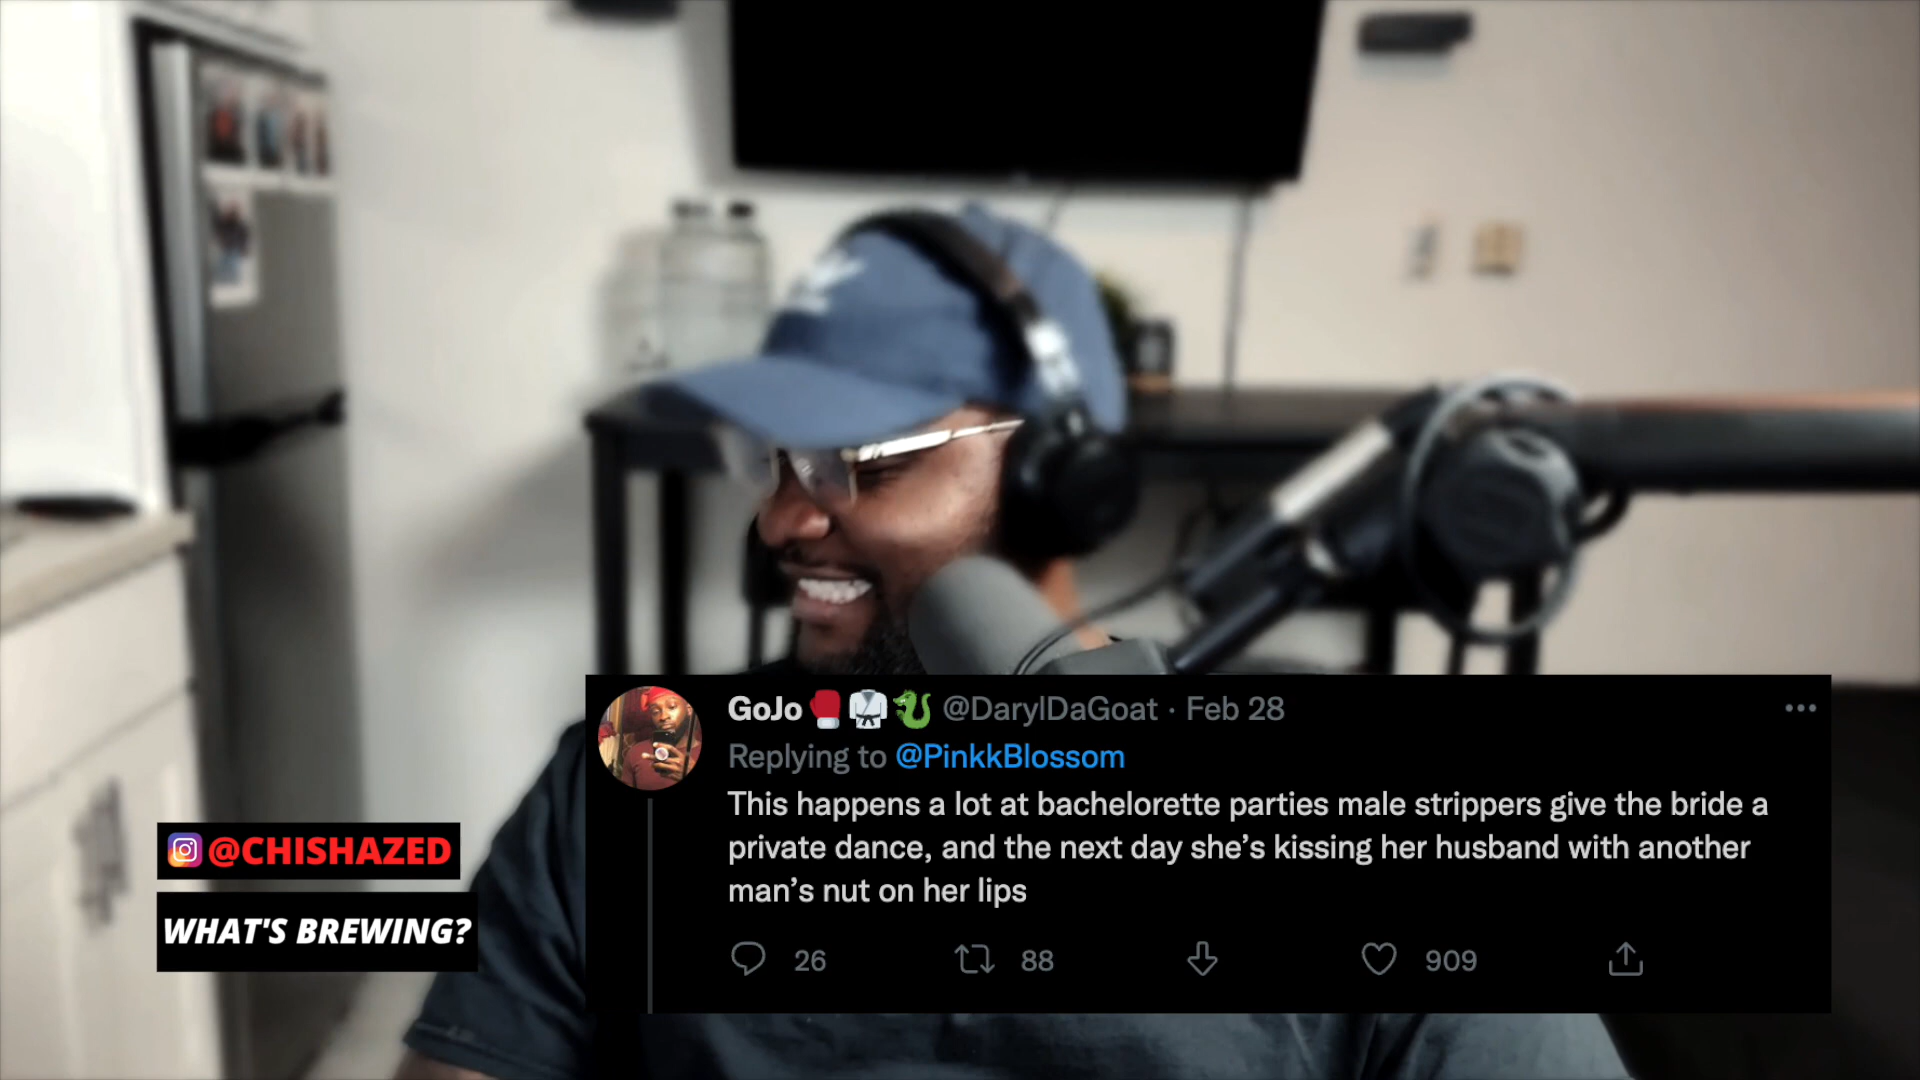 GoJo 🥊🥋🐉 @DarylDaGoat · Feb 28
Replying to @PinkkBlossom
This happens a lot at bachelorette parties male strippers give the bride a
private dance, and the next day she’s kissing her husband with another
man’s nut on her lips
26 88 909
@CHISHAZED
WHAT'S BREWING?